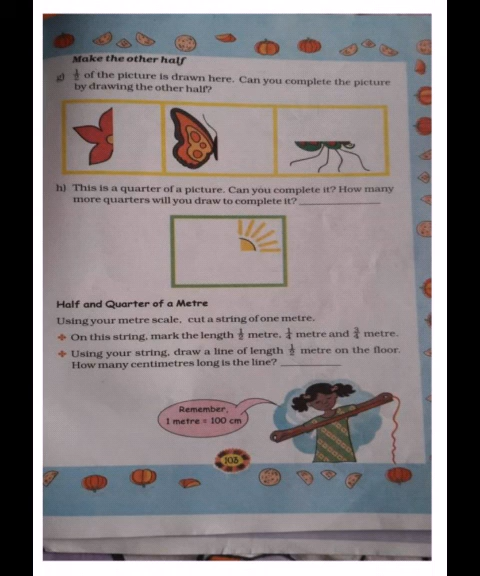 Make the other half
g) 1/2 of the picture is drawn here. Can you complete the picture
by drawing the other half?
h) This is a quarter of a picture. Can you complete it? How many
more quarters will you draw to complete it? ____________
Half and Quarter of a Metre
Using your metre scale, cut a string of one metre.
❖ On this string, mark the length 1/2 metre, 1/4 metre and 3/4 metre.
❖ Using your string, draw a line of length 1/2 metre on the floor.
How many centimetres long is the line? __________
Remember,
1 metre = 100 cm
103